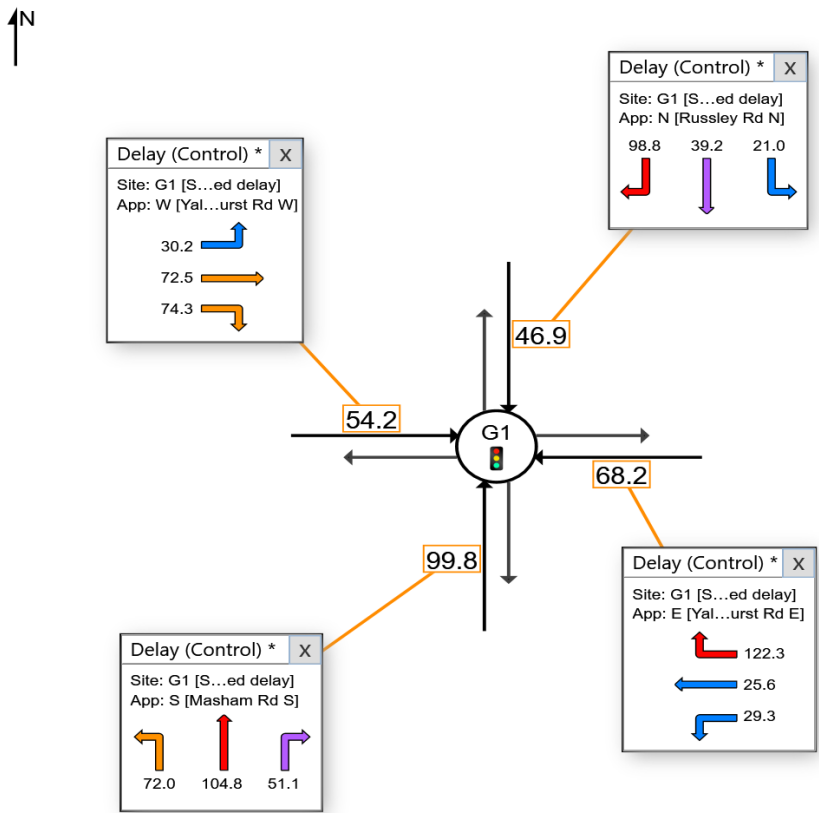 N
Delay (Control) * X
Site: G1 [S...ed delay]
App: N [Russley Rd N]
98.8 39.2 21.0
Delay (Control) * X
Site: G1 [S...ed delay]
App: W [Yal...urst Rd W]
30.2
72.5
74.3
46.9
54.2
G1
68.2
99.8
Delay (Control) * X
Site: G1 [S...ed delay]
App: E [Yal...urst Rd E]
122.3
25.6
29.3
Delay (Control) * X
Site: G1 [S...ed delay]
App: S [Masham Rd S]
72.0 104.8 51.1